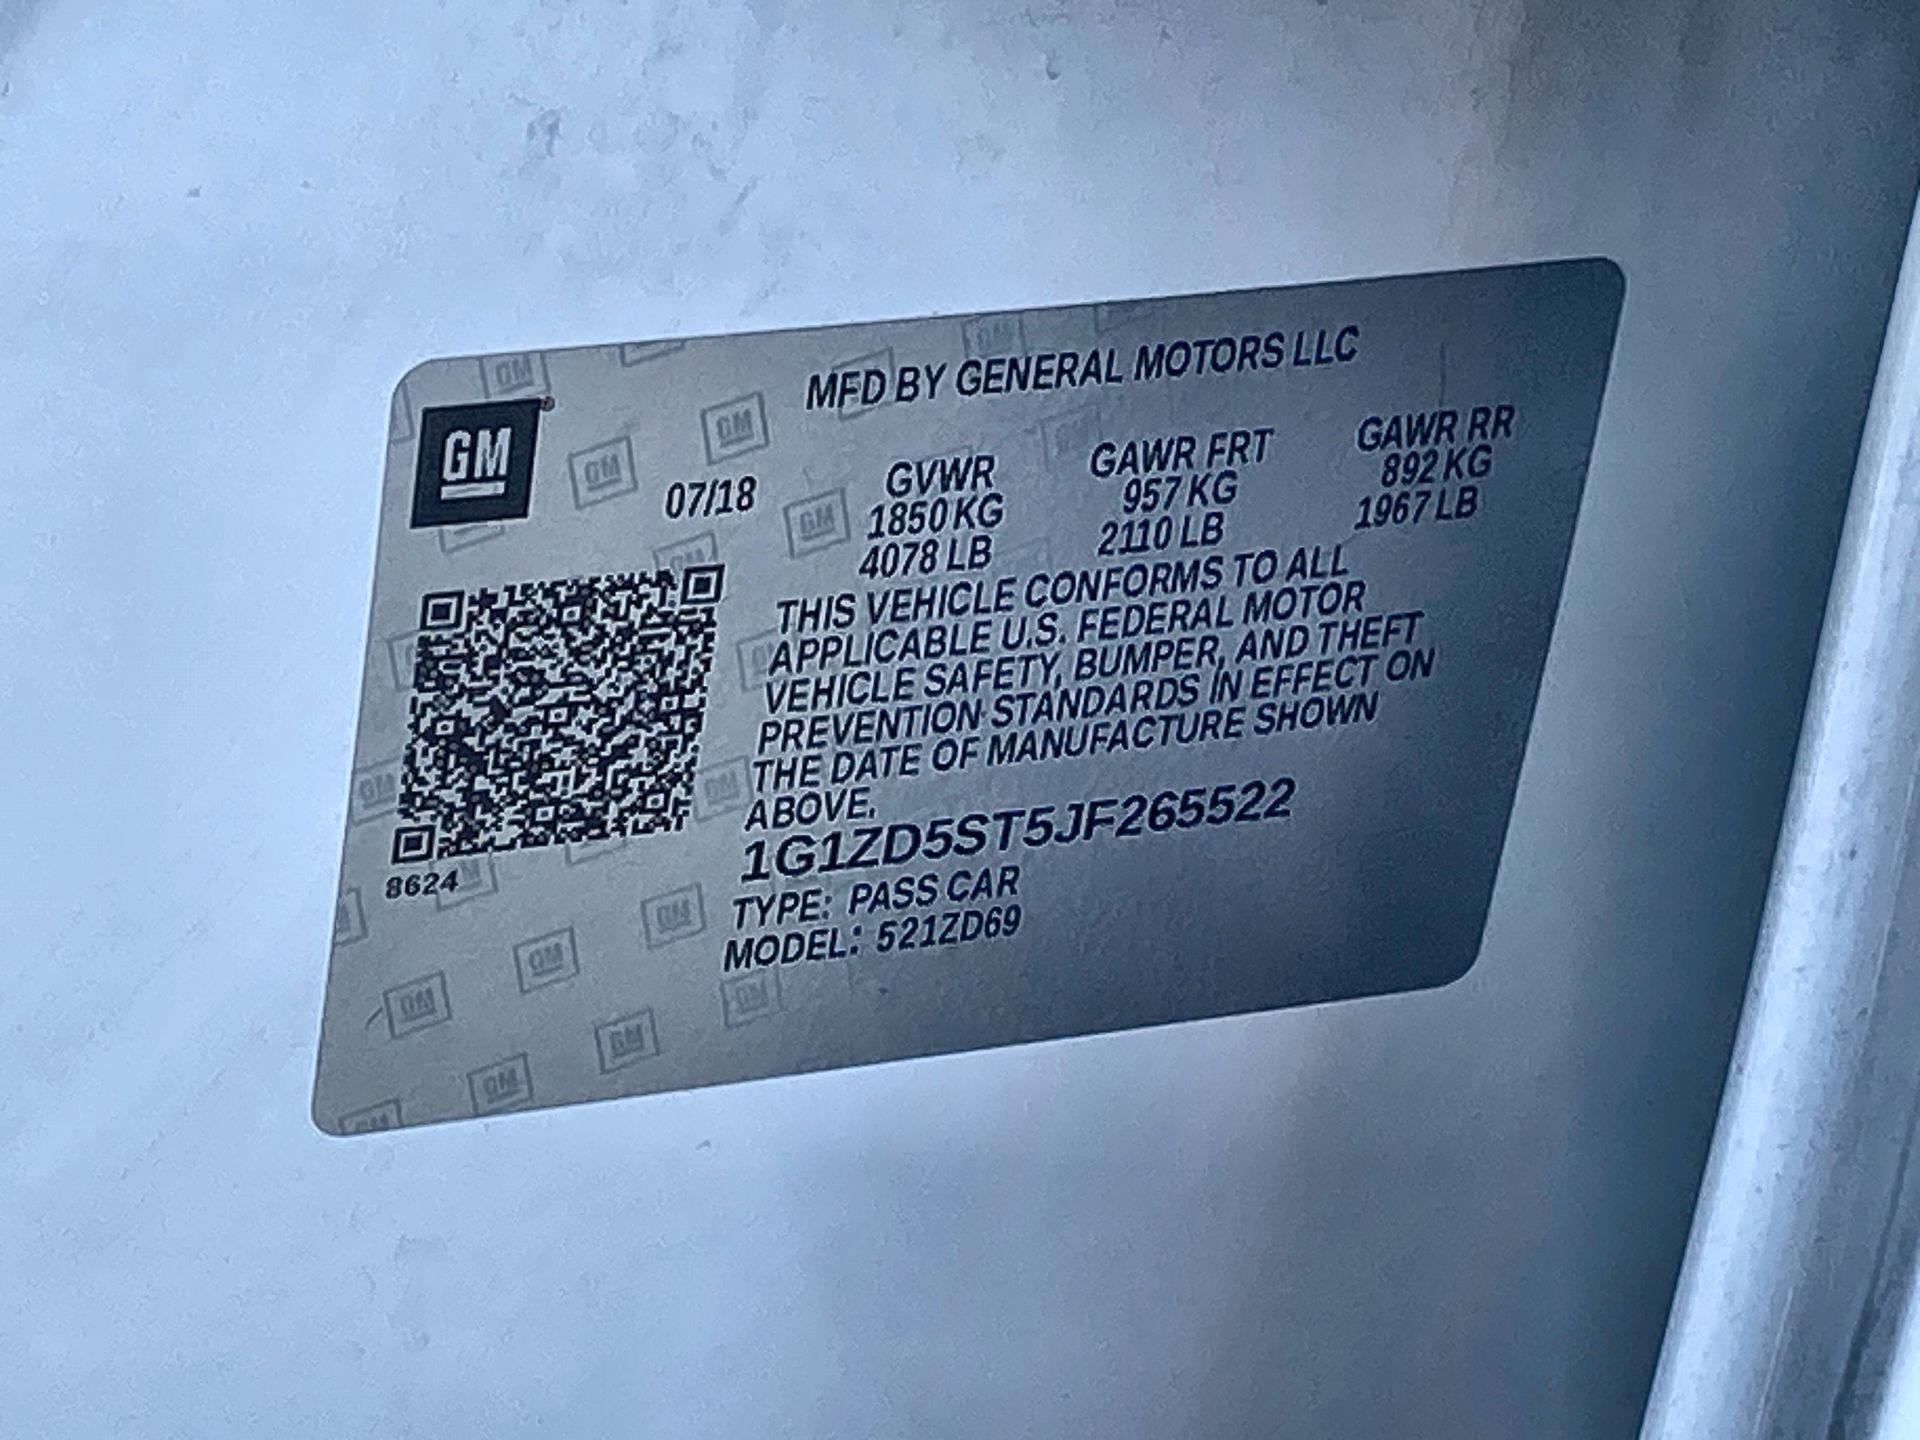 MFD BY GENERAL MOTORS LLC
GM
07/18
GVWR GAWR FRT GAWR RR
1850 KG 957 KG 892 KG
4078 LB 2110 LB 1967 LB
THIS VEHICLE CONFORMS TO ALL
APPLICABLE U.S. FEDERAL MOTOR
VEHICLE SAFETY, BUMPER, AND THEFT
PREVENTION STANDARDS IN EFFECT ON
THE DATE OF MANUFACTURE SHOWN
ABOVE.
1G1ZD5ST5JF265522
8624
TYPE: PASS CAR
MODEL: 521ZD69